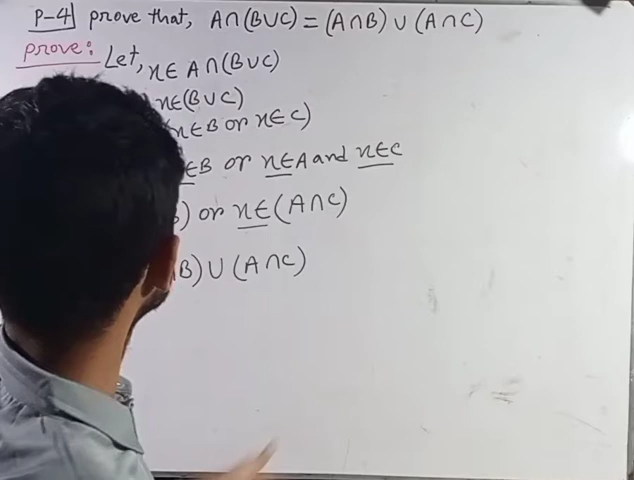 P-4 prove that, A∩(B∪C) = (A∩B) ∪ (A∩C)
prove: Let, x∈ A∩(B∪C)
x∈(B∪C)
x∈B or x∈C)
∈B or x∈A and x∈C
) or x∈(A∩C)
B)∪(A∩C)